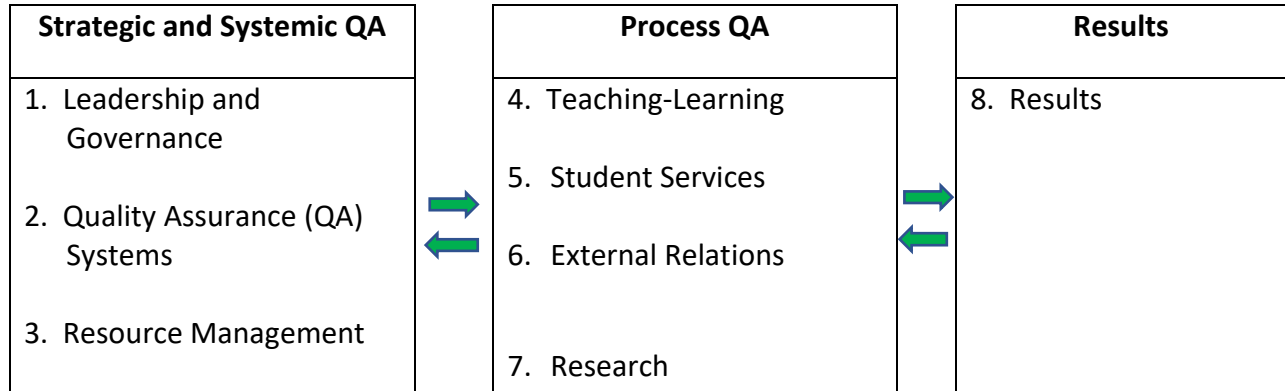 Strategic and Systemic QA
1. Leadership and
Governance
2. Quality Assurance (QA)
Systems
3. Resource Management
Process QA
4. Teaching-Learning
5. Student Services
6. External Relations
7. Research
Results
8. Results